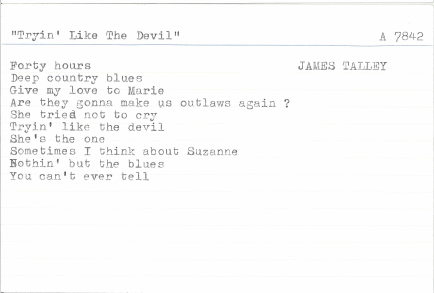 "Tryin' Like The Devil" A 7842
Forty hours JAMES TALLEY
Deep country blues
Give my love to Marie
Are they gonna make us outlaws again ?
She tried not to cry
Tryin' like the devil
She's the one
Sometimes I think about Suzanne
Nothin' but the blues
You can't ever tell